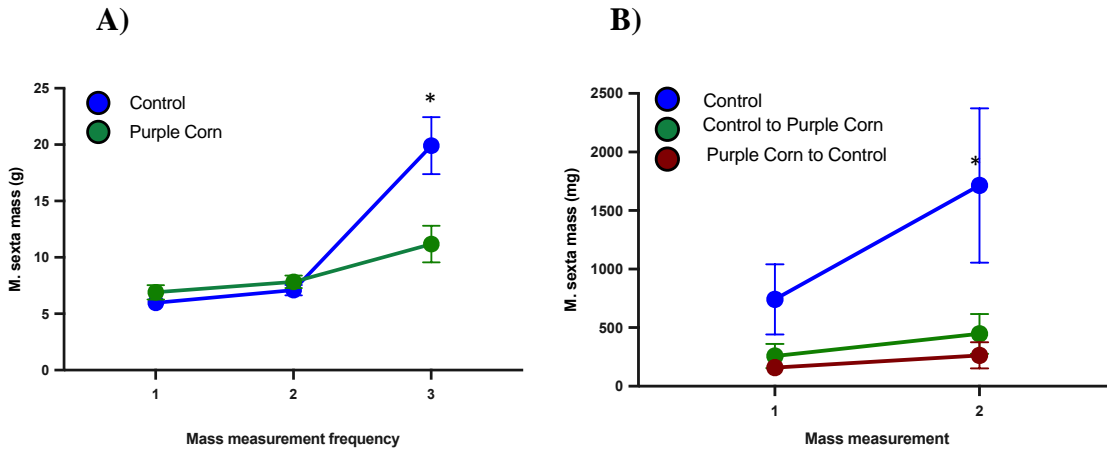 A)
B)
25
20
15
10
5
0
M. sexta mass (g)
Control
Purple Corn
*
1 2 3
Mass measurement frequency
2500
2000
1500
1000
500
0
M. sexta mass (mg)
Control
Control to Purple Corn
Purple Corn to Control
*
1 2
Mass measurement